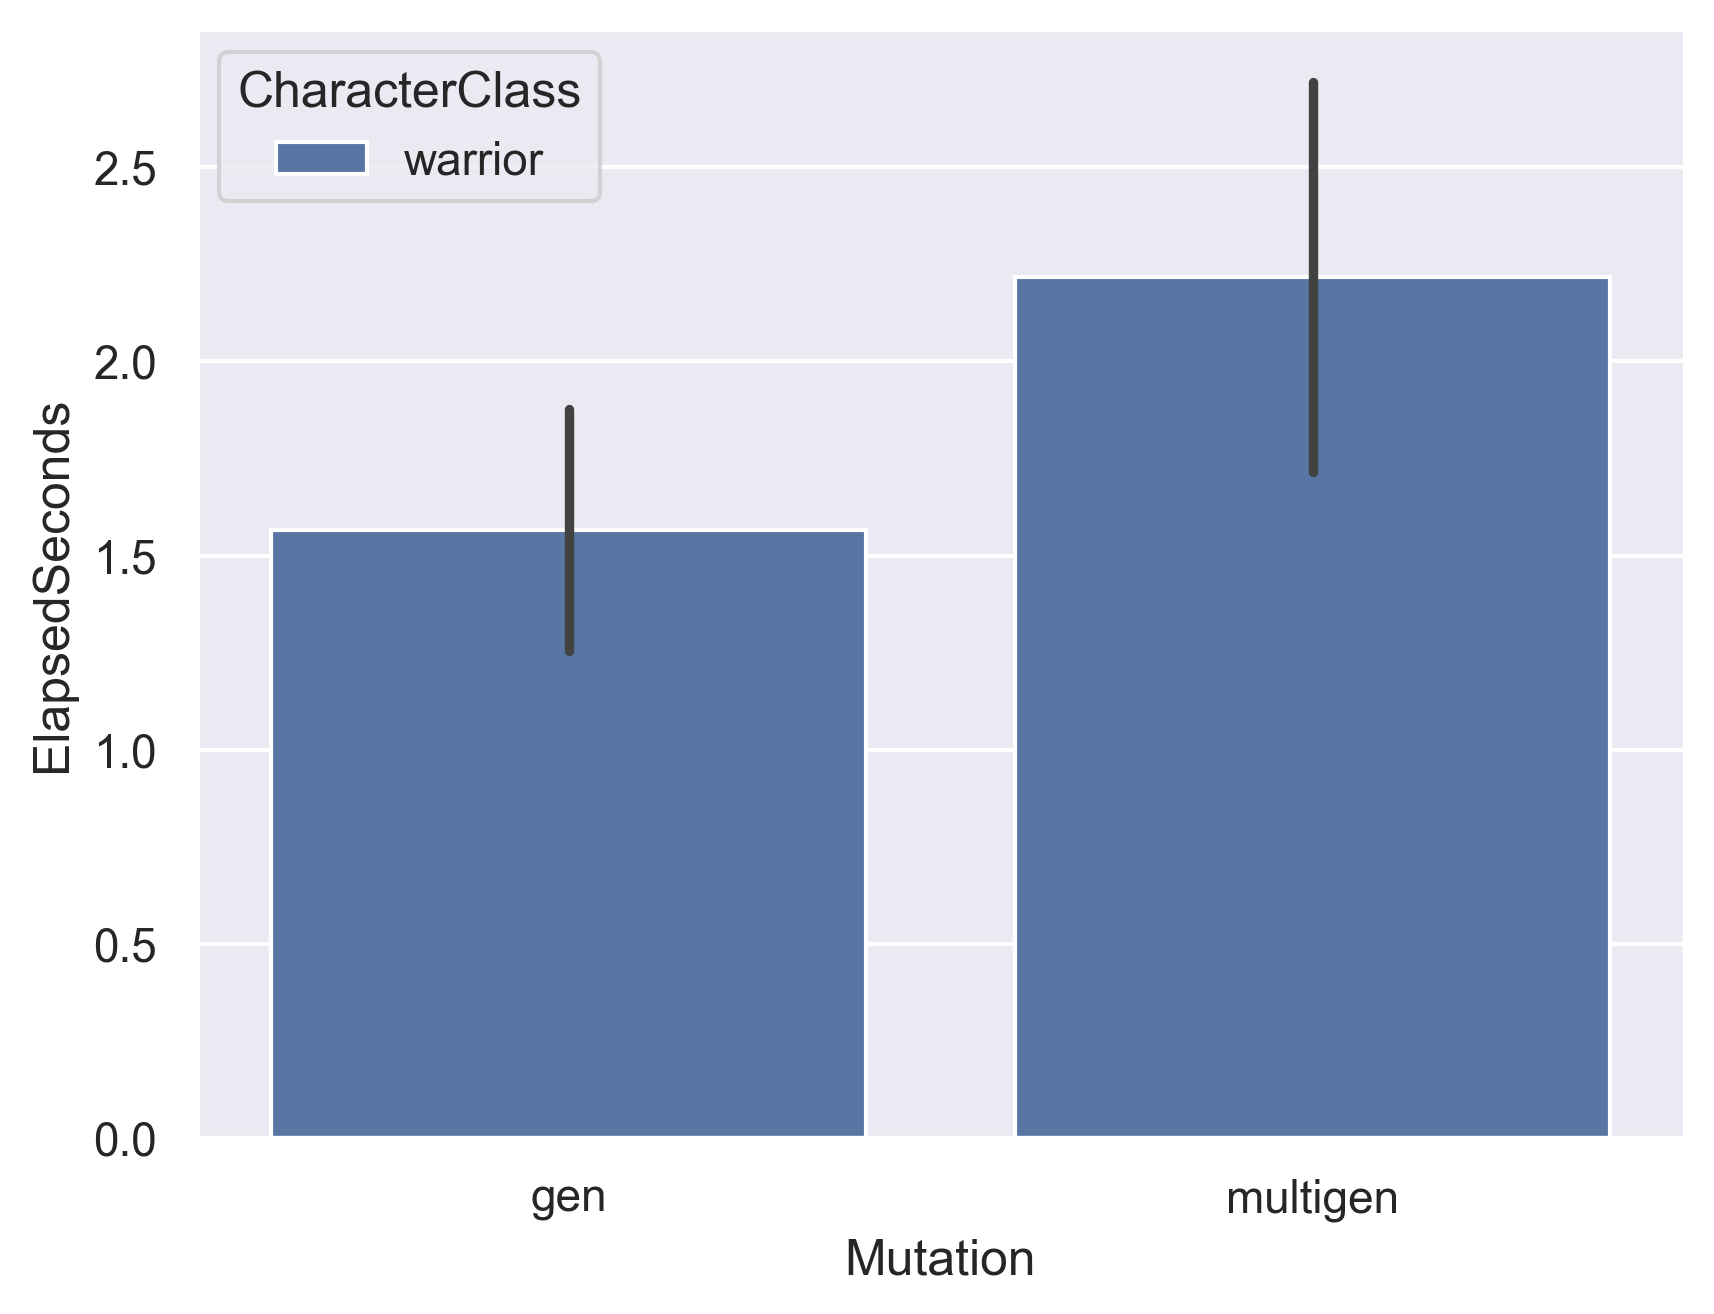 CharacterClass
warrior
2.5
2.0
1.5
1.0
0.5
0.0
ElapsedSeconds
gen
multigen
Mutation